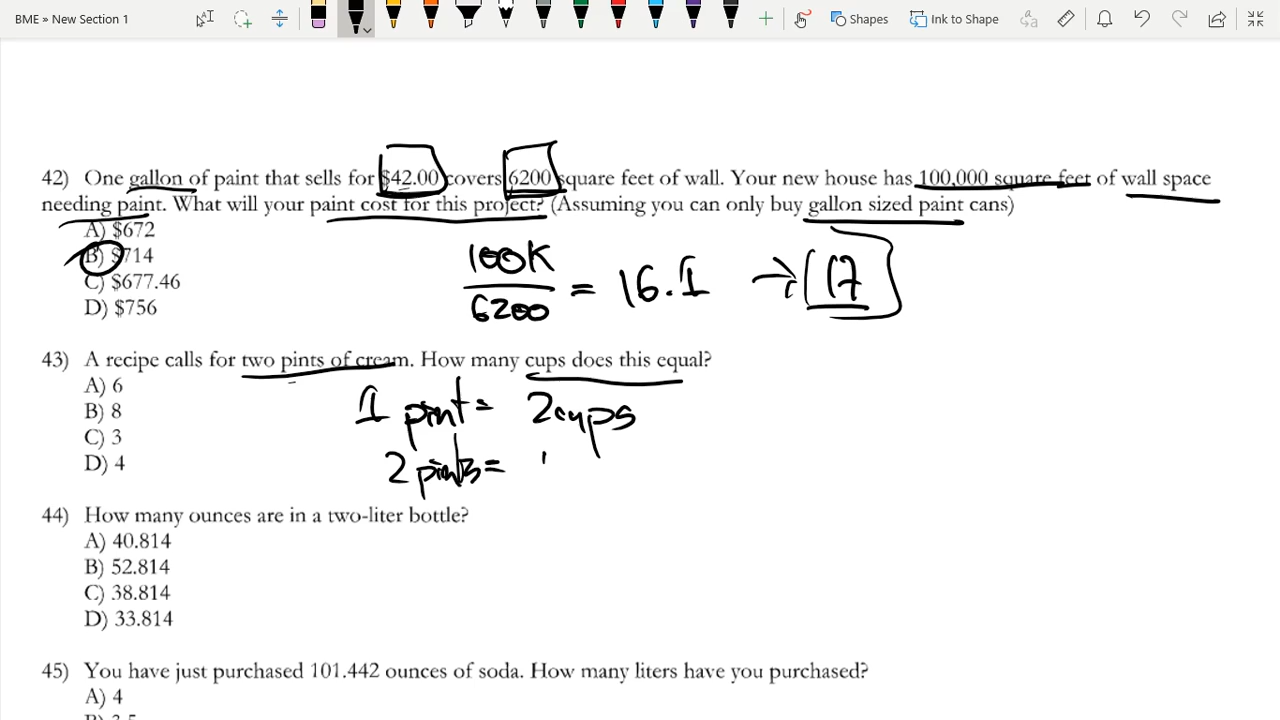 BME » New Section 1
Shapes
Ink to Shape
42) One gallon of paint that sells for $42.00 covers 6200 square feet of wall. Your new house has 100,000 square feet of wall space
needing paint. What will your paint cost for this project? (Assuming you can only buy gallon sized paint cans)
A) $672
B) $714
C) $677.46
D) $756
100K
6200
= 16.1 → 17
43) A recipe calls for two pints of cream. How many cups does this equal?
A) 6
B) 8
C) 3
D) 4
1 pint = 2cups
2 pints =
44) How many ounces are in a two-liter bottle?
A) 40.814
B) 52.814
C) 38.814
D) 33.814
45) You have just purchased 101.442 ounces of soda. How many liters have you purchased?
A) 4